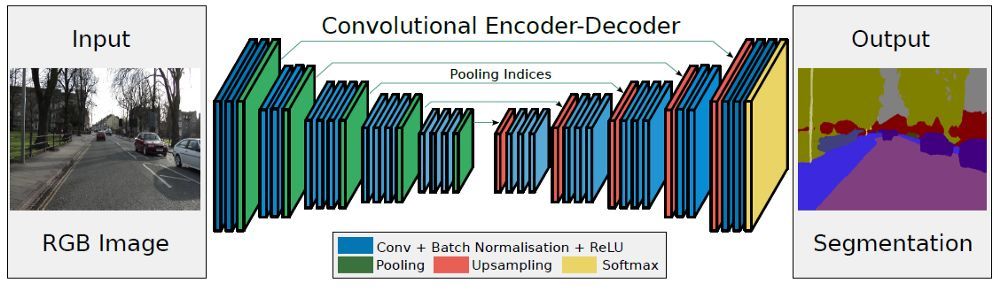 Input
RGB Image
Convolutional Encoder-Decoder
Pooling Indices
Conv + Batch Normalisation + ReLU
Pooling
Upsampling
Softmax
Output
Segmentation